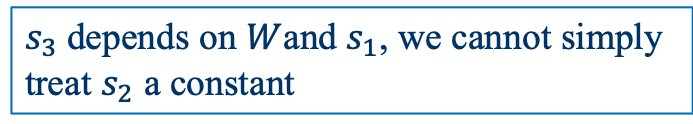 s₃ depends on W and s₁, we cannot simply
treat s₂ a constant